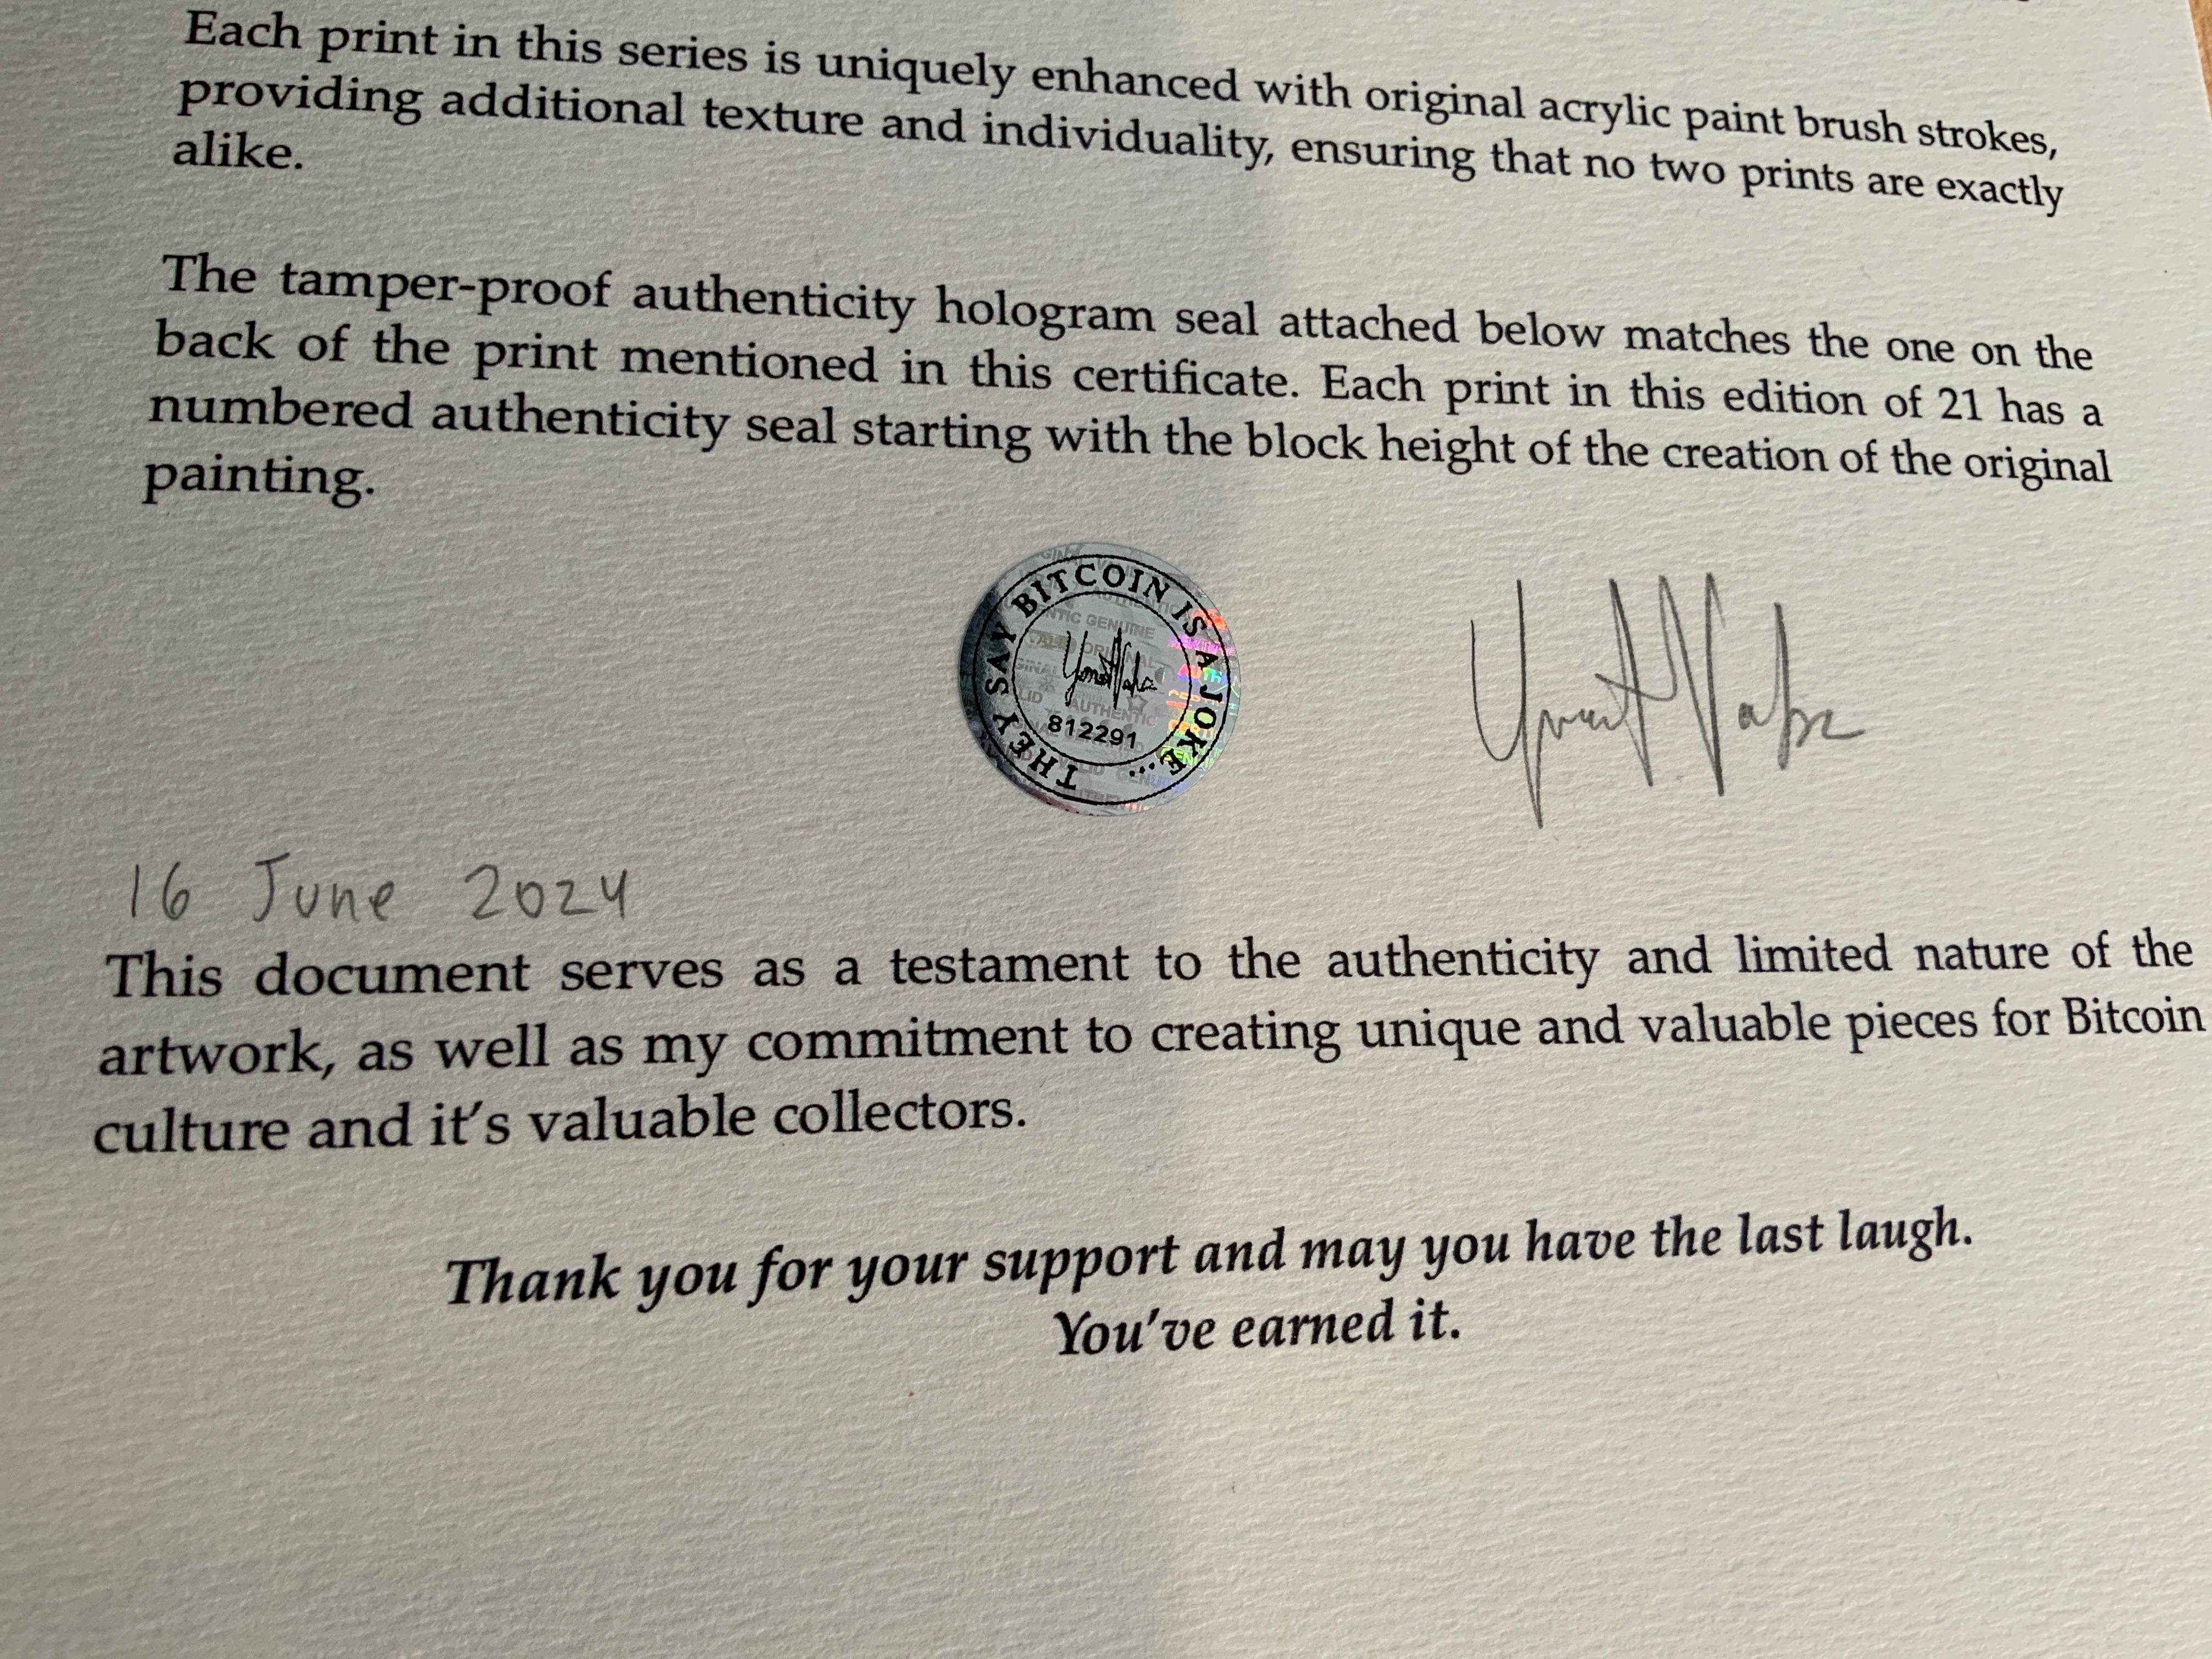 Each print in this series is uniquely enhanced with original acrylic paint brush strokes,
providing additional texture and individuality, ensuring that no two prints are exactly
alike.
The tamper-proof authenticity hologram seal attached below matches the one on the
back of the print mentioned in this certificate. Each print in this edition of 21 has a
numbered authenticity seal starting with the block height of the creation of the original
painting.
THEY SAY BITCOIN IS A JOKE...
812291
16 June 2024
This document serves as a testament to the authenticity and limited nature of the
artwork, as well as my commitment to creating unique and valuable pieces for Bitcoin
culture and it's valuable collectors.
Thank you for your support and may you have the last laugh.
You've earned it.